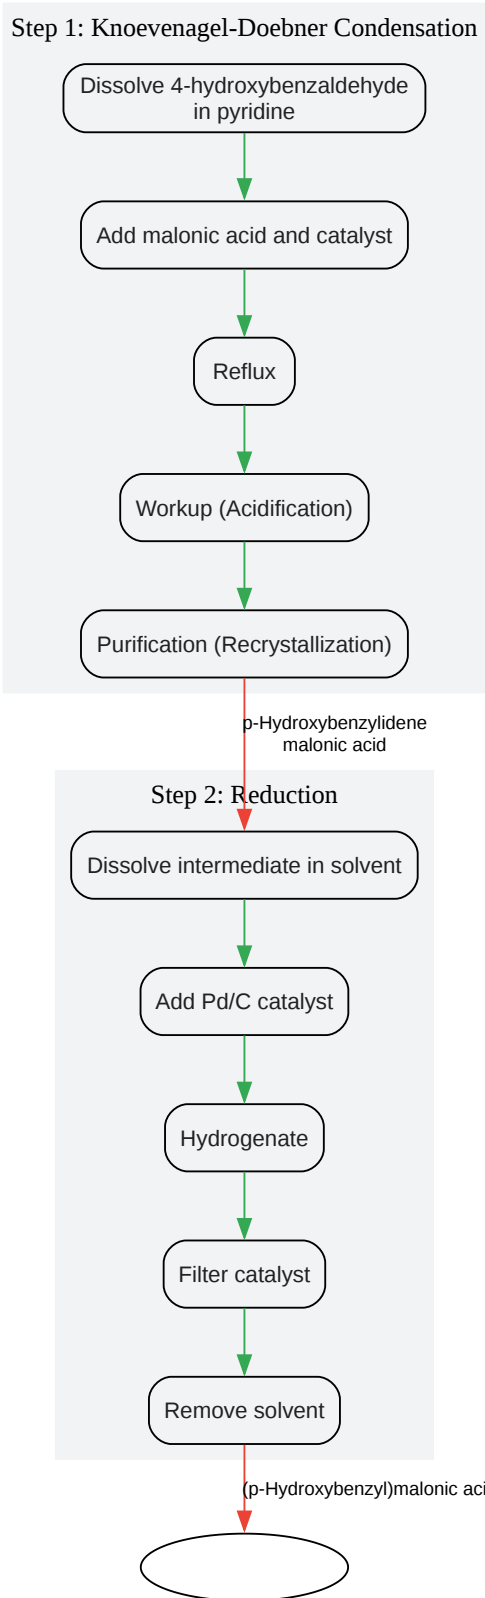 Step 1: Knoevenagel-Doebner Condensation
Dissolve 4-hydroxybenzaldehyde
in pyridine
Add malonic acid and catalyst
Reflux
Workup (Acidification)
Purification (Recrystallization)
p-Hydroxybenzylidene
malonic acid
Step 2: Reduction
Dissolve intermediate in solvent
Add Pd/C catalyst
Hydrogenate
Filter catalyst
Remove solvent
(p-Hydroxybenzyl)malonic aci